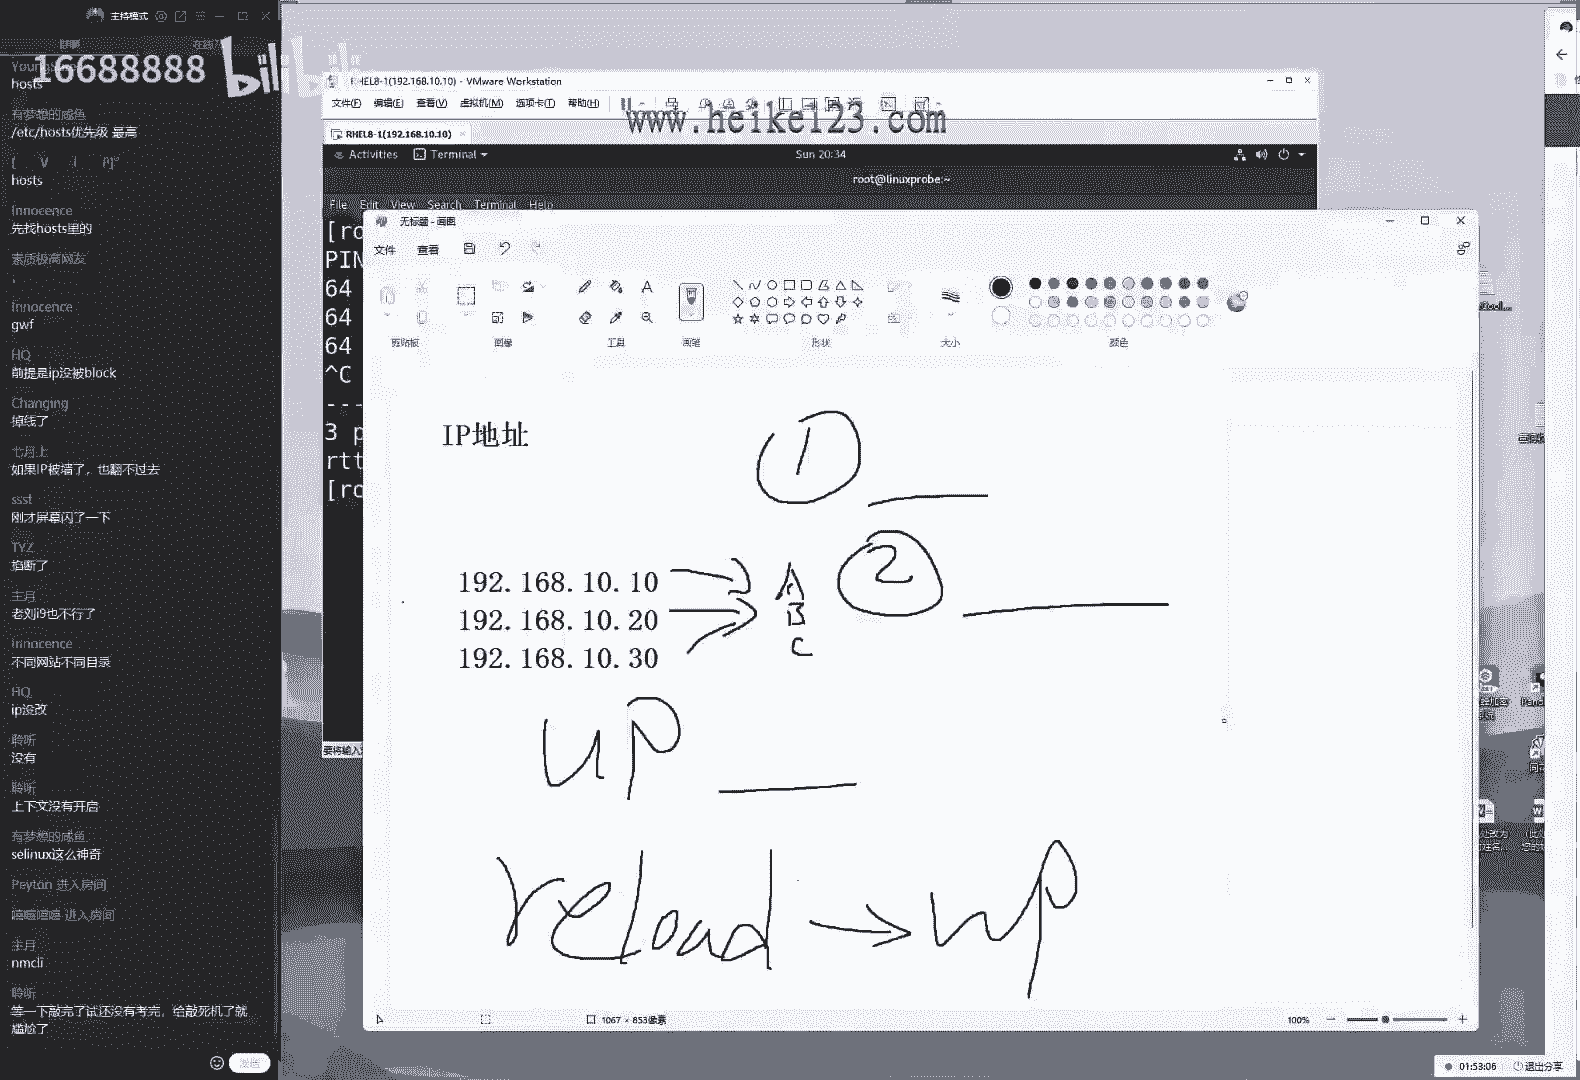 主持模式
16688888 bilibili
hosts
有梦想的咸鱼
/etc/hosts优先级 最高
hosts
Innocence
先找hosts里的
素质极高网友
Innocence
gwf
HQ
前提是ip没被block
Changing
掉线了
七月上
如果IP被墙了，也翻不过去
ssst
刚才屏幕闪了一下
TYZ
掐断了
主月
老刘i9也不行了
Innocence
不同网站不同目录
HQ
ip没改
聆听
没有
聆听
上下文没有开启
有梦想的咸鱼
selinux这么神奇
Peyton 进入房间
嘻嘻嘻嘻 进入房间
主月
nmcli
聆听
等一下敲完了试还没有考完，给敲死机了就
尴尬了
发送
RHEL8-1(192.168.10.10) - VMware Workstation
文件(F) 编辑(E) 查看(V) 虚拟机(M) 选项卡(T) 帮助(H)
www.heike123.com
RHEL8-1(192.168.10.10)
Activities Terminal Sun 20:34
root@linuxprobe:~
File Edit View Search Terminal Help
[ro
PIN
64
64
64
^C
---
3 p
rtt
[ro
要将输入
无标题 - 画图
文件 查看
剪贴板 图像 工具 画笔 形状 大小 颜色
IP地址
1
2
192.168.10.10 A
192.168.10.20 B
192.168.10.30 C
up
reload up
1067 × 853像素 100%
01:53:06 退出分享